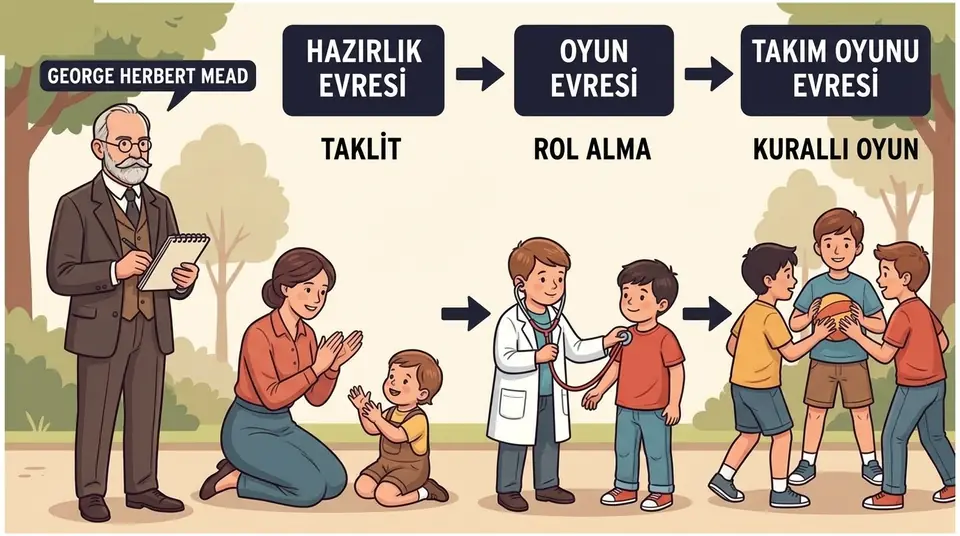 GEORGE HERBERT MEAD
HAZIRLIK
EVRESİ
OYUN
EVRESİ
TAKIM OYUNU
EVRESİ
TAKLİT
ROL ALMA
KURALLI OYUN